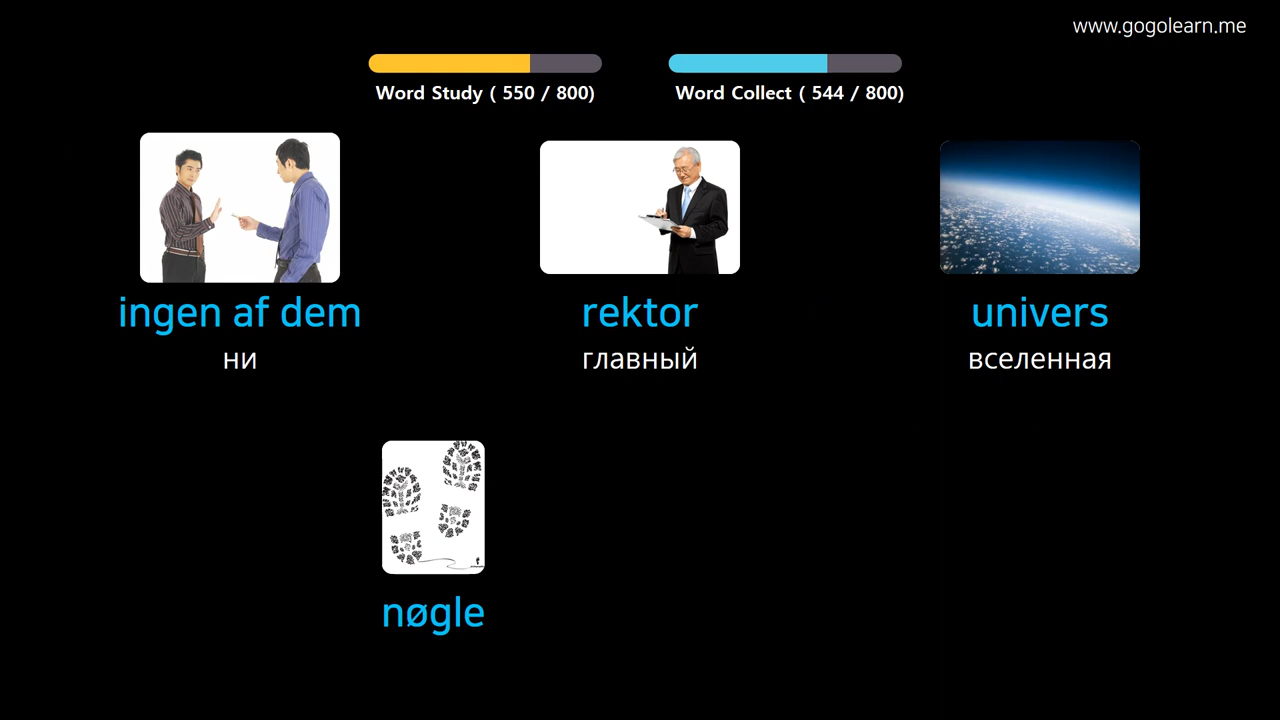 www.gogolearn.me
Word Study ( 550 / 800)
Word Collect ( 544 / 800)
ingen af dem
ни
rektor
главный
univers
вселенная
nøgle